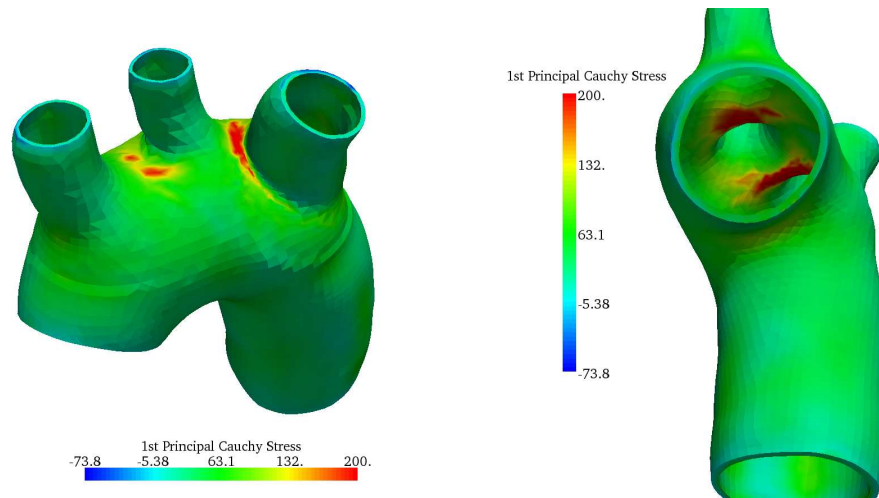 1st Principal Cauchy Stress
-73.8 -5.38 63.1 132. 200.
1st Principal Cauchy Stress
200.
132.
63.1
-5.38
-73.8